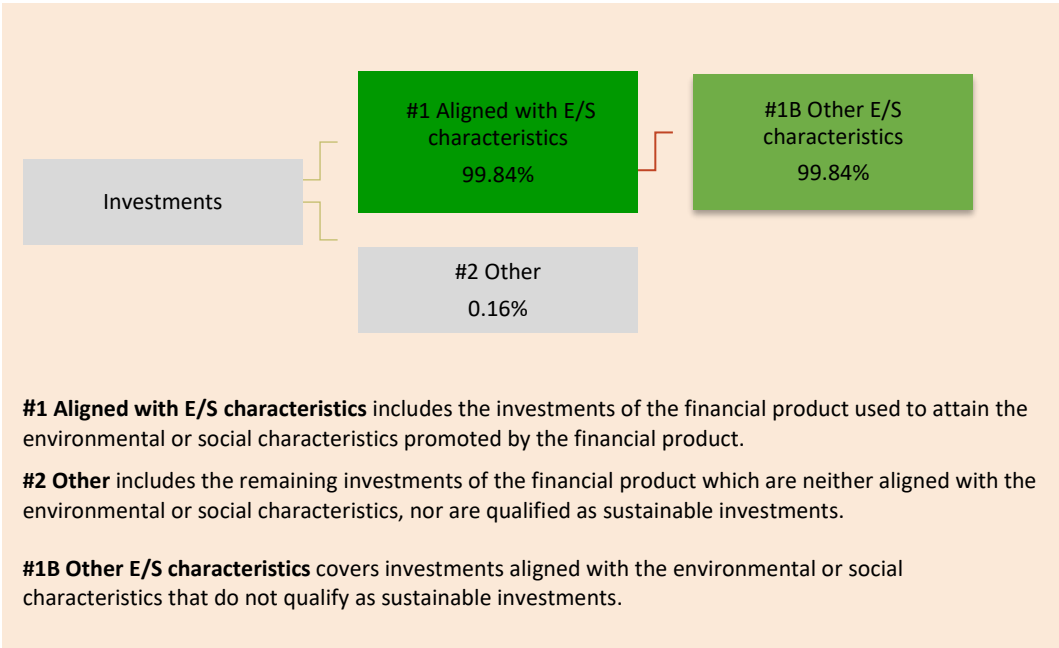 Investments
#1 Aligned with E/S
characteristics
99.84%
#1B Other E/S
characteristics
99.84%
#2 Other
0.16%
#1 Aligned with E/S characteristics includes the investments of the financial product used to attain the
environmental or social characteristics promoted by the financial product.
#2 Other includes the remaining investments of the financial product which are neither aligned with the
environmental or social characteristics, nor are qualified as sustainable investments.
#1B Other E/S characteristics covers investments aligned with the environmental or social
characteristics that do not qualify as sustainable investments.